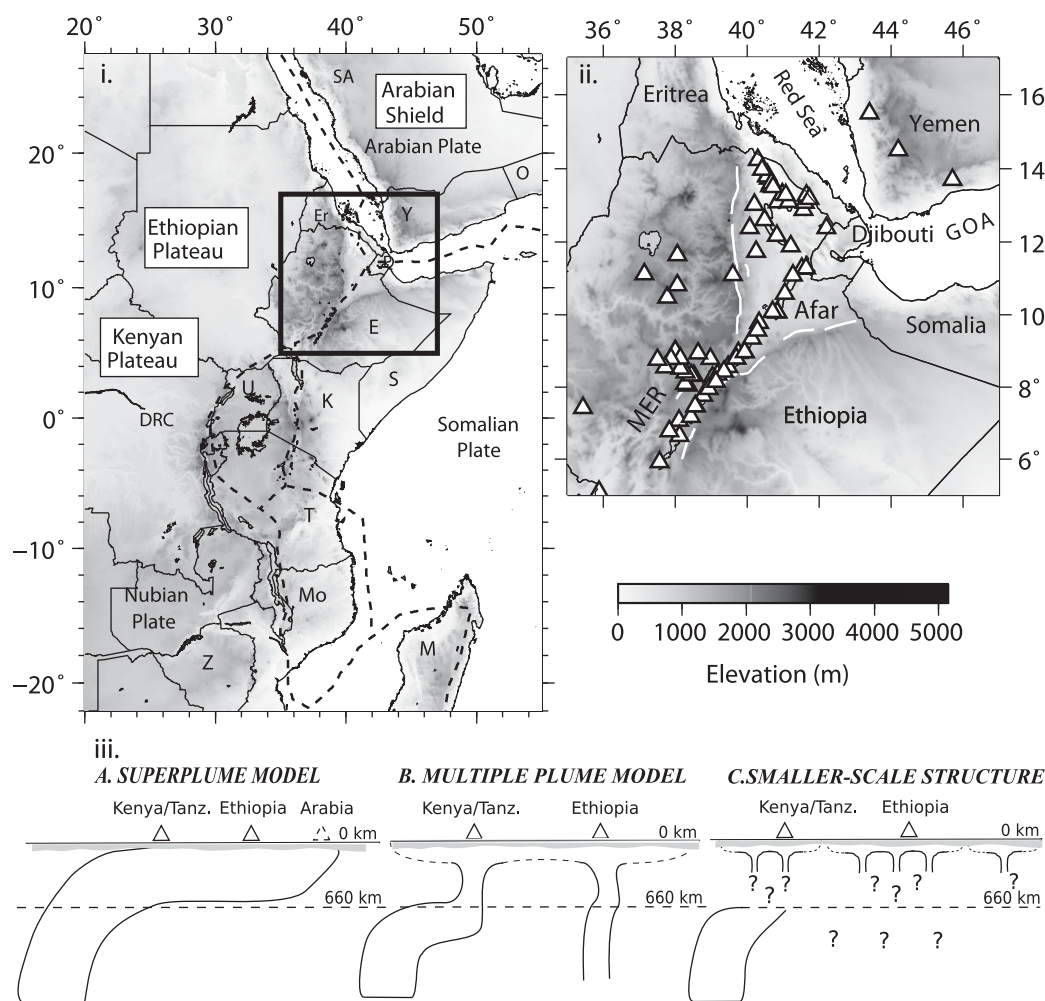 20˚ 30˚ 40˚ 50˚
i.
SA
Arabian
Shield
Arabian Plate
20˚
O
Er
Y
Ethiopian
Plateau
D
10˚
E
Kenyan
Plateau
S
U
K
0˚
DRC
Somalian
Plate
T
−10˚
Nubian
Plate
Mo
Z
M
−20˚
36˚ 38˚ 40˚ 42˚ 44˚ 46˚
ii.
Eritrea
Red Sea
16˚
Yemen
14˚
Djibouti
GOA
12˚
Afar
10˚
Somalia
MER
8˚
Ethiopia
6˚
0 1000 2000 3000 4000 5000
Elevation (m)
iii.
A. SUPERPLUME MODEL
Kenya/Tanz. Ethiopia Arabia
0 km
660 km
B. MULTIPLE PLUME MODEL
Kenya/Tanz. Ethiopia
0 km
660 km
C.SMALLER-SCALE STRUCTURE
Kenya/Tanz. Ethiopia
0 km
? ? ? ? ? ? ?
660 km
? ? ?